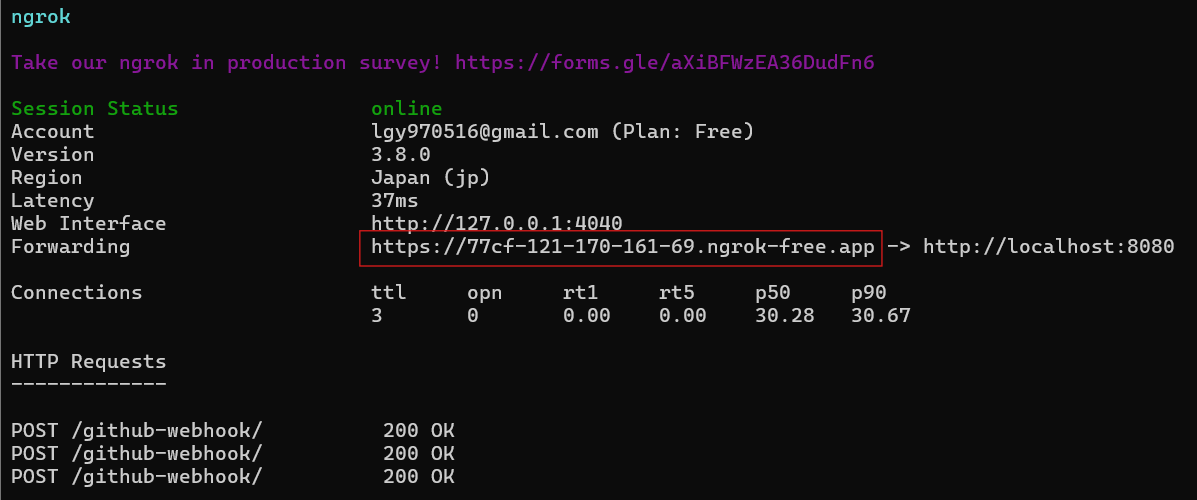 ngrok
Take our ngrok in production survey! https://forms.gle/aXiBFWzEA36DudFn6
Session Status online
Account lgy970516@gmail.com (Plan: Free)
Version 3.8.0
Region Japan (jp)
Latency 37ms
Web Interface http://127.0.0.1:4040
Forwarding https://77cf-121-170-161-69.ngrok-free.app -> http://localhost:8080
Connections ttl opn rt1 rt5 p50 p90
3 0 0.00 0.00 30.28 30.67
HTTP Requests
-------------
POST /github-webhook/ 200 OK
POST /github-webhook/ 200 OK
POST /github-webhook/ 200 OK